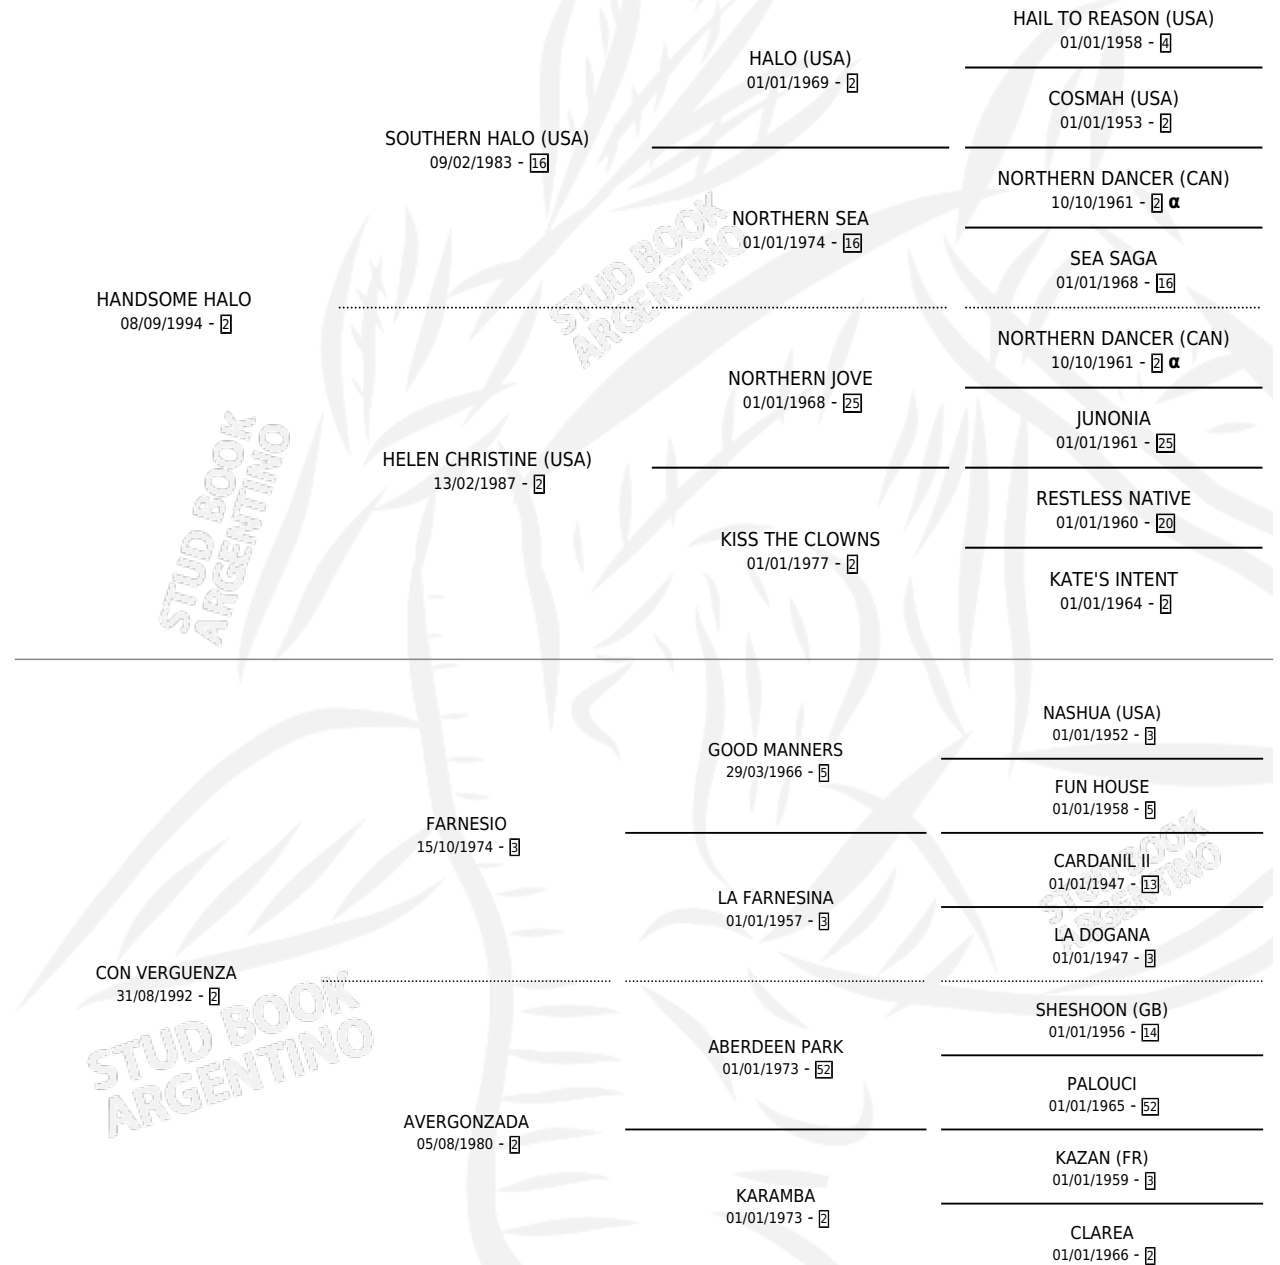 HAIL TO REASON (USA)
01/01/1958 - 4
HALO (USA)
01/01/1969 - 2
COSMAH (USA)
01/01/1953 - 2
SOUTHERN HALO (USA)
09/02/1983 - 16
NORTHERN DANCER (CAN)
10/10/1961 - 2 α
NORTHERN SEA
01/01/1974 - 16
SEA SAGA
01/01/1968 - 16
HANDSOME HALO
08/09/1994 - 2
NORTHERN DANCER (CAN)
10/10/1961 - 2 α
NORTHERN JOVE
01/01/1968 - 25
JUNONIA
01/01/1961 - 25
HELEN CHRISTINE (USA)
13/02/1987 - 2
RESTLESS NATIVE
01/01/1960 - 20
KISS THE CLOWNS
01/01/1977 - 2
KATE'S INTENT
01/01/1964 - 2
NASHUA (USA)
01/01/1952 - 3
GOOD MANNERS
29/03/1966 - 5
FUN HOUSE
01/01/1958 - 5
FARNESIO
15/10/1974 - 3
CARDANIL II
01/01/1947 - 13
LA FARNESINA
01/01/1957 - 3
LA DOGANA
01/01/1947 - 3
CON VERGUENZA
31/08/1992 - 2
SHESHOON (GB)
01/01/1956 - 14
ABERDEEN PARK
01/01/1973 - 52
PALOUCI
01/01/1965 - 52
AVERGONZADA
05/08/1980 - 2
KAZAN (FR)
01/01/1959 - 3
KARAMBA
01/01/1973 - 2
CLAREA
01/01/1966 - 2
STUD BOOK
ARGENTINO
STUD BOOK
ARGENTINO
STUD BOOK
ARGENTINO
STUD BOOK
ARGENTINO